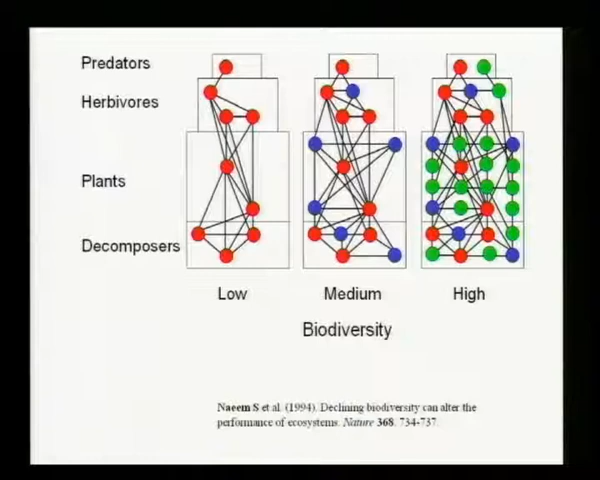 Predators
Herbivores
Plants
Decomposers
Low Medium High
Biodiversity
Naeem S et al. (1994). Declining biodiversity can alter the
performance of ecosystems. Nature 368. 734-737.